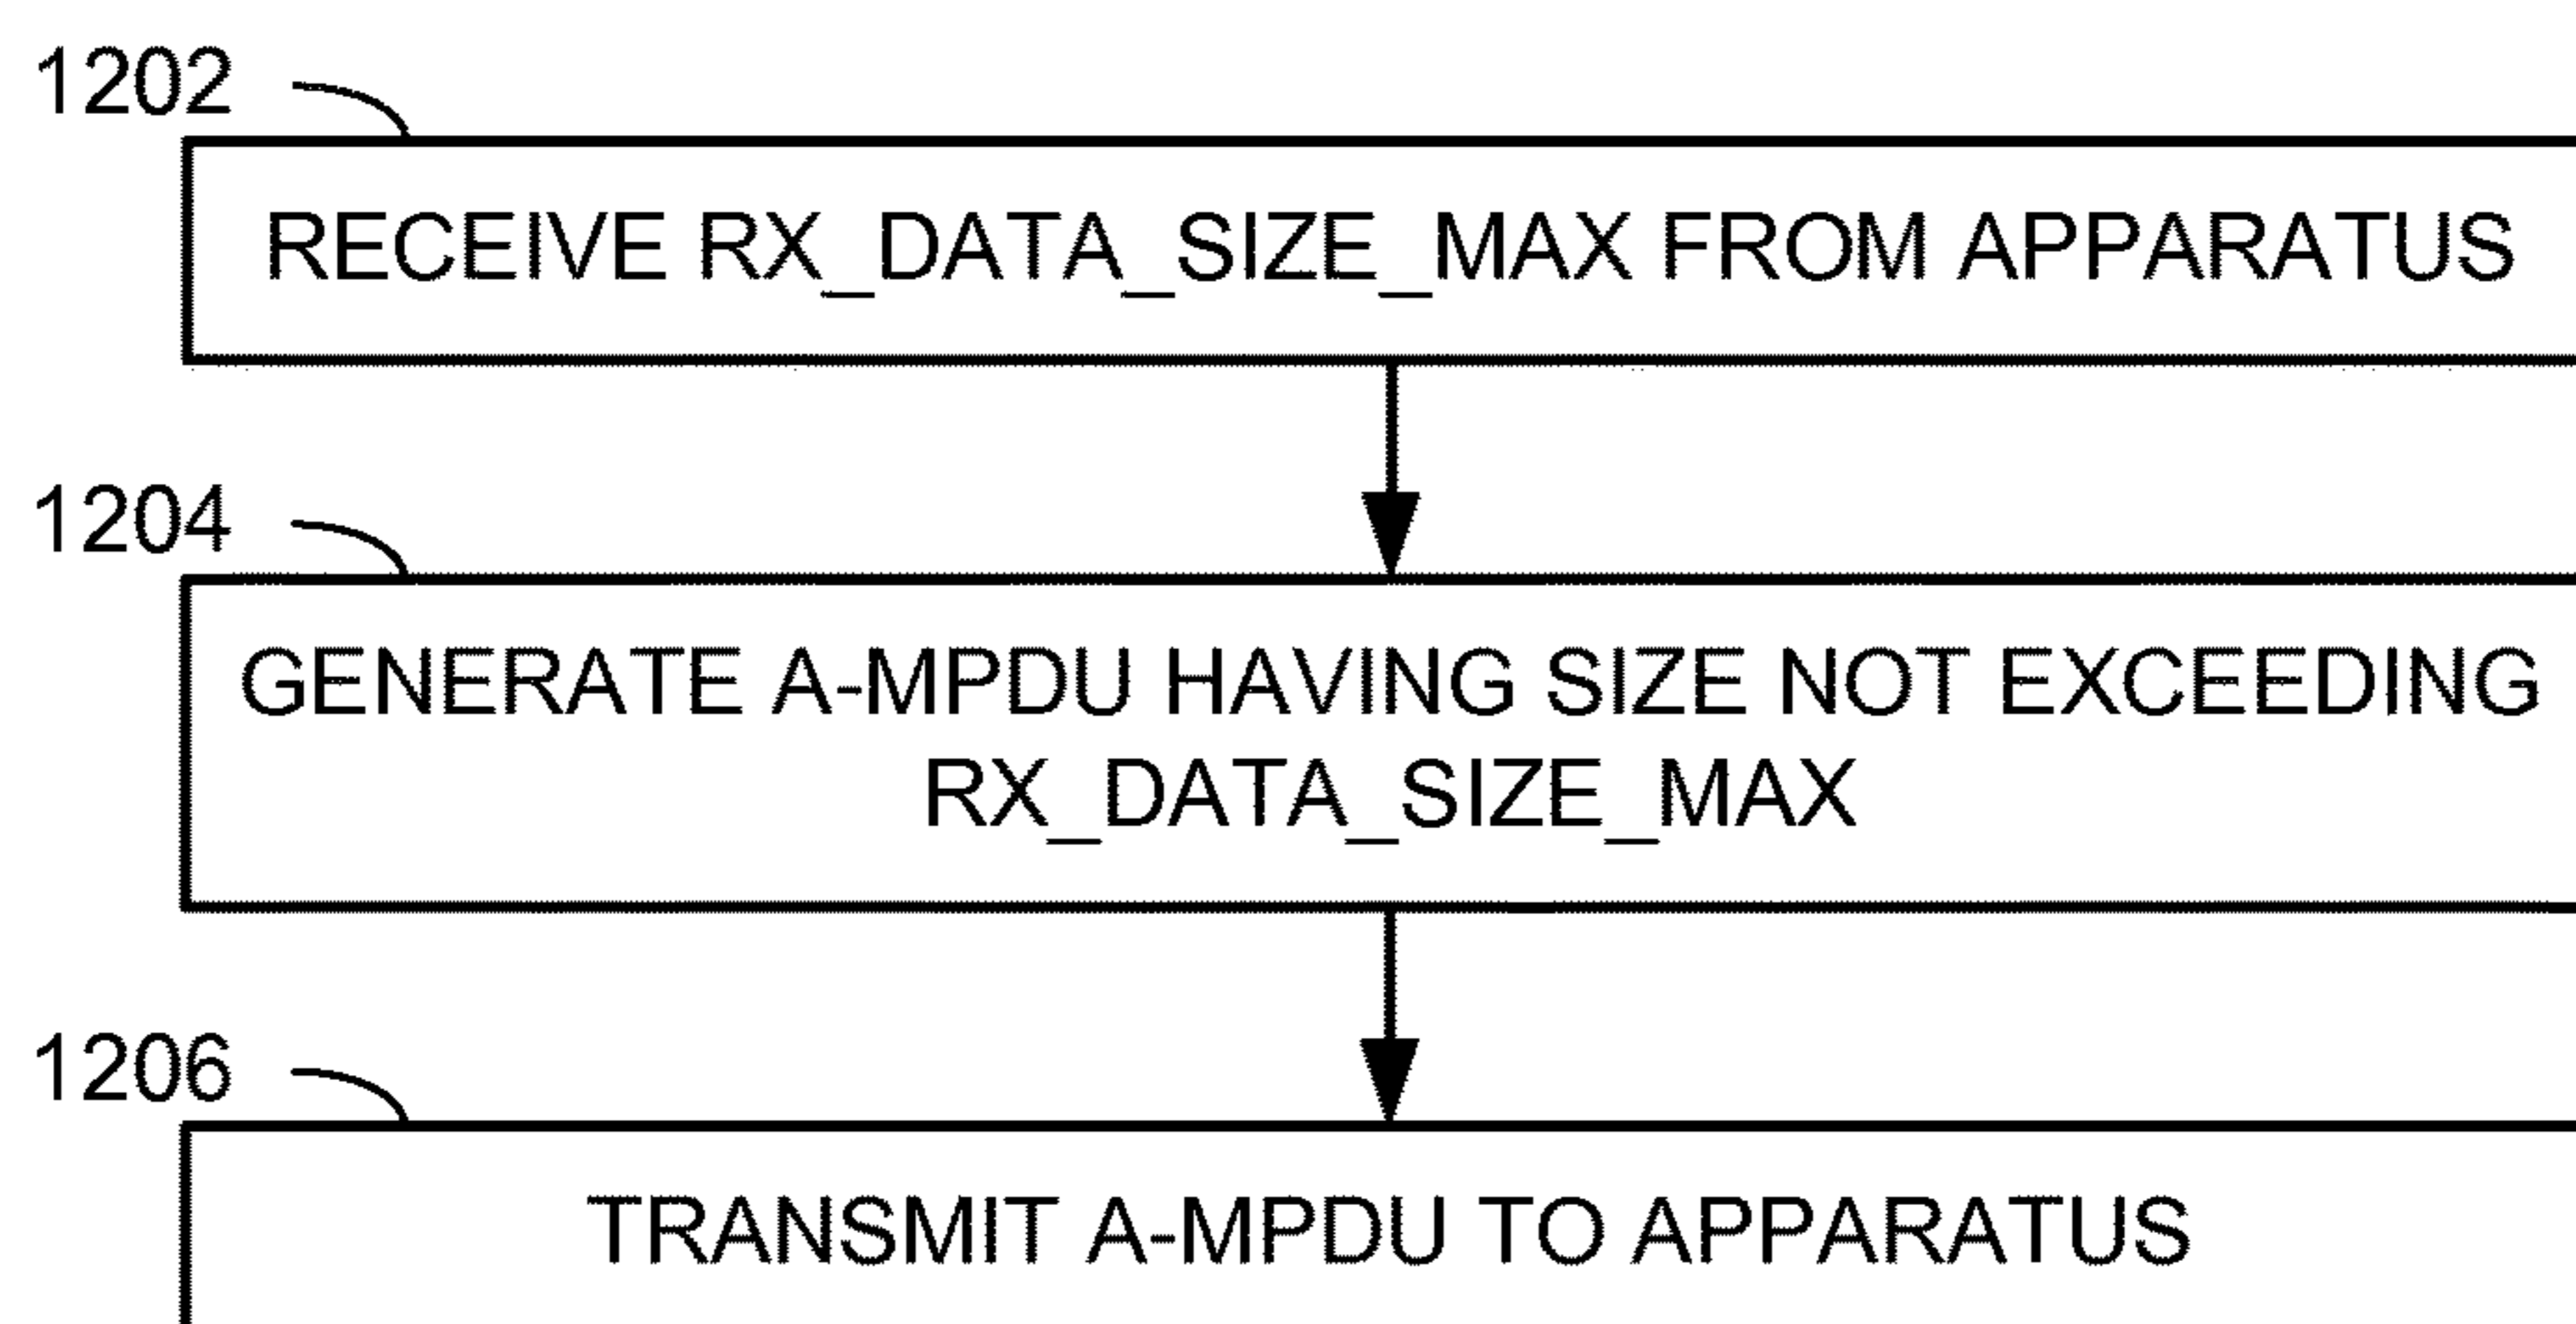 1202
RECEIVE RX_DATA_SIZE_MAX FROM APPARATUS
1204
GENERATE A-MPDU HAVING SIZE NOT EXCEEDING
RX_DATA_SIZE_MAX
1206
TRANSMIT A-MPDU TO APPARATUS